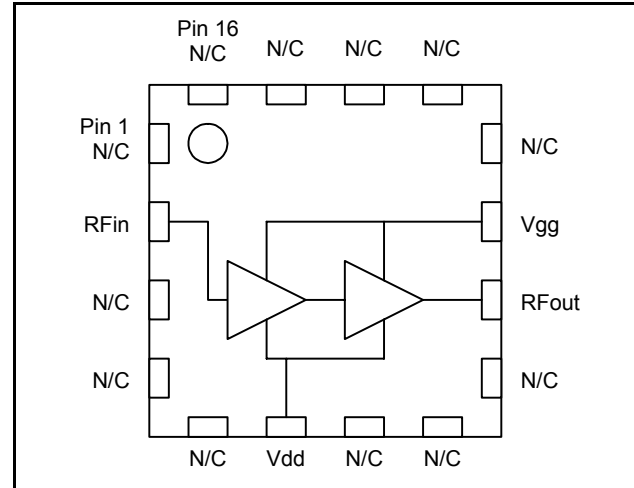 Pin 16
N/C N/C N/C N/C
Pin 1
N/C N/C
RFin Vgg
N/C RFout
N/C N/C
N/C Vdd N/C N/C